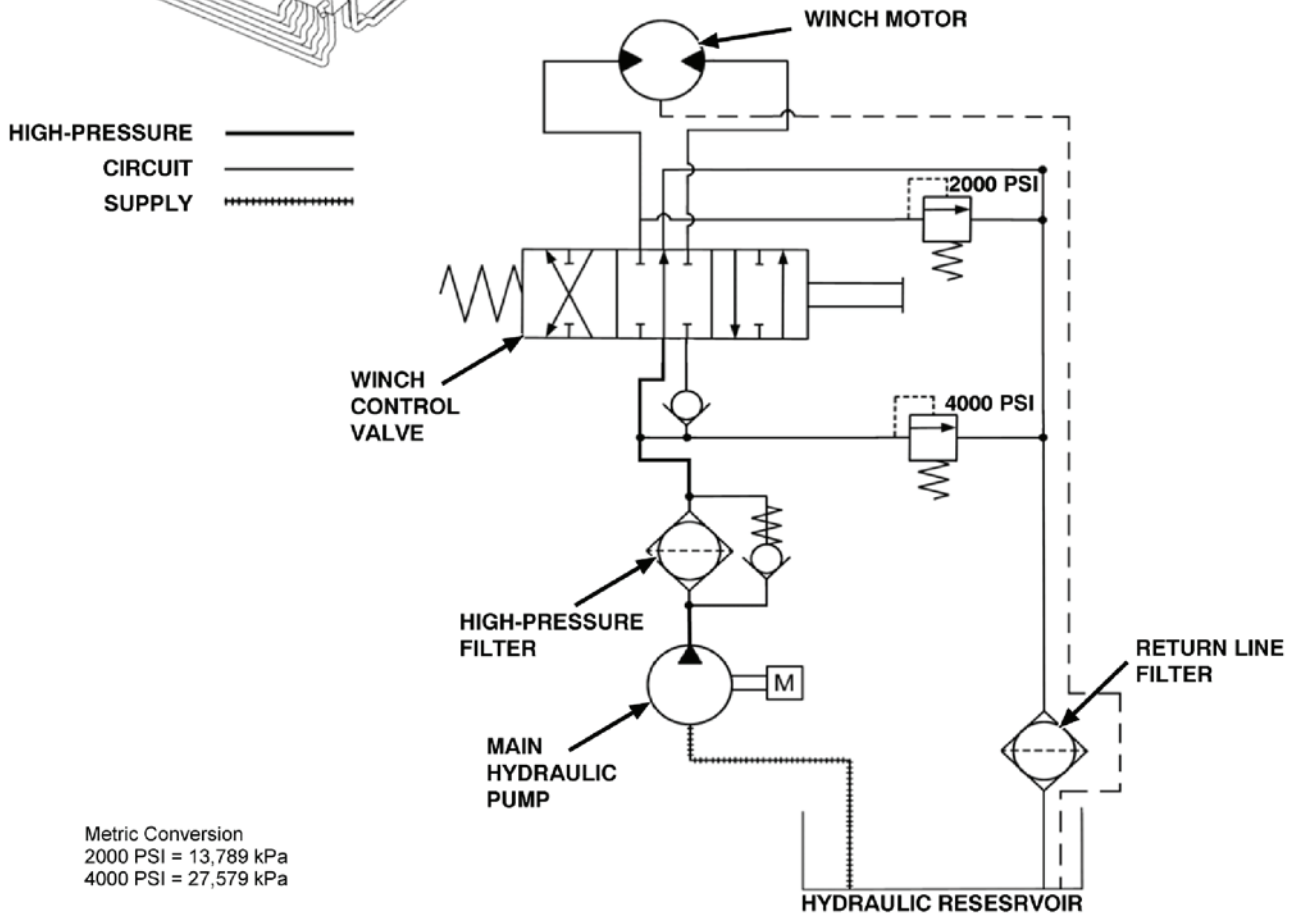 WINCH MOTOR
HIGH-PRESSURE
CIRCUIT
SUPPLY
2000 PSI
WINCH
CONTROL
VALVE
4000 PSI
HIGH-PRESSURE
FILTER
M
RETURN LINE
FILTER
MAIN
HYDRAULIC
PUMP
Metric Conversion
2000 PSI = 13,789 kPa
4000 PSI = 27,579 kPa
HYDRAULIC RESESRVOIR